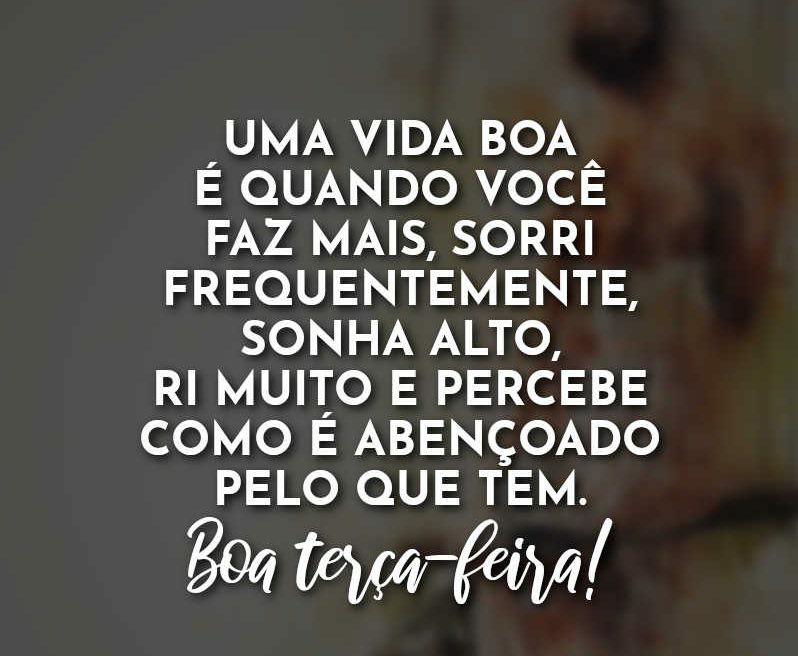 UMA VIDA BOA
É QUANDO VOCÊ
FAZ MAIS, SORRI
FREQUENTEMENTE,
SONHA ALTO,
RI MUITO E PERCEBE
COMO É ABENÇOADO
PELO QUE TEM.
Boa terça-feira!